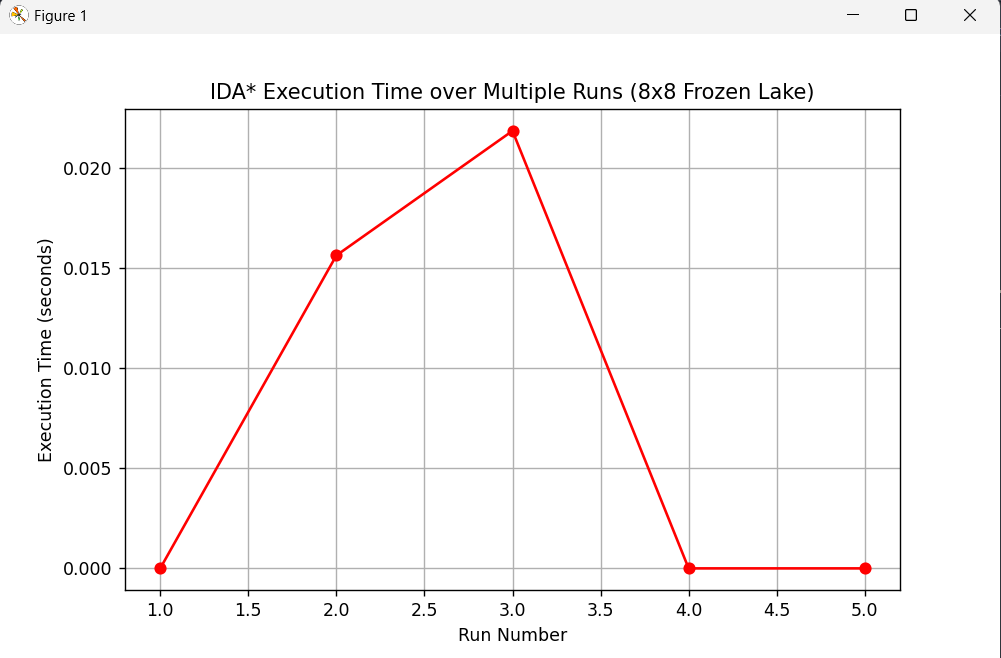 Figure 1
IDA* Execution Time over Multiple Runs (8x8 Frozen Lake)
Execution Time (seconds)
0.020
0.015
0.010
0.005
0.000
1.0 1.5 2.0 2.5 3.0 3.5 4.0 4.5 5.0
Run Number